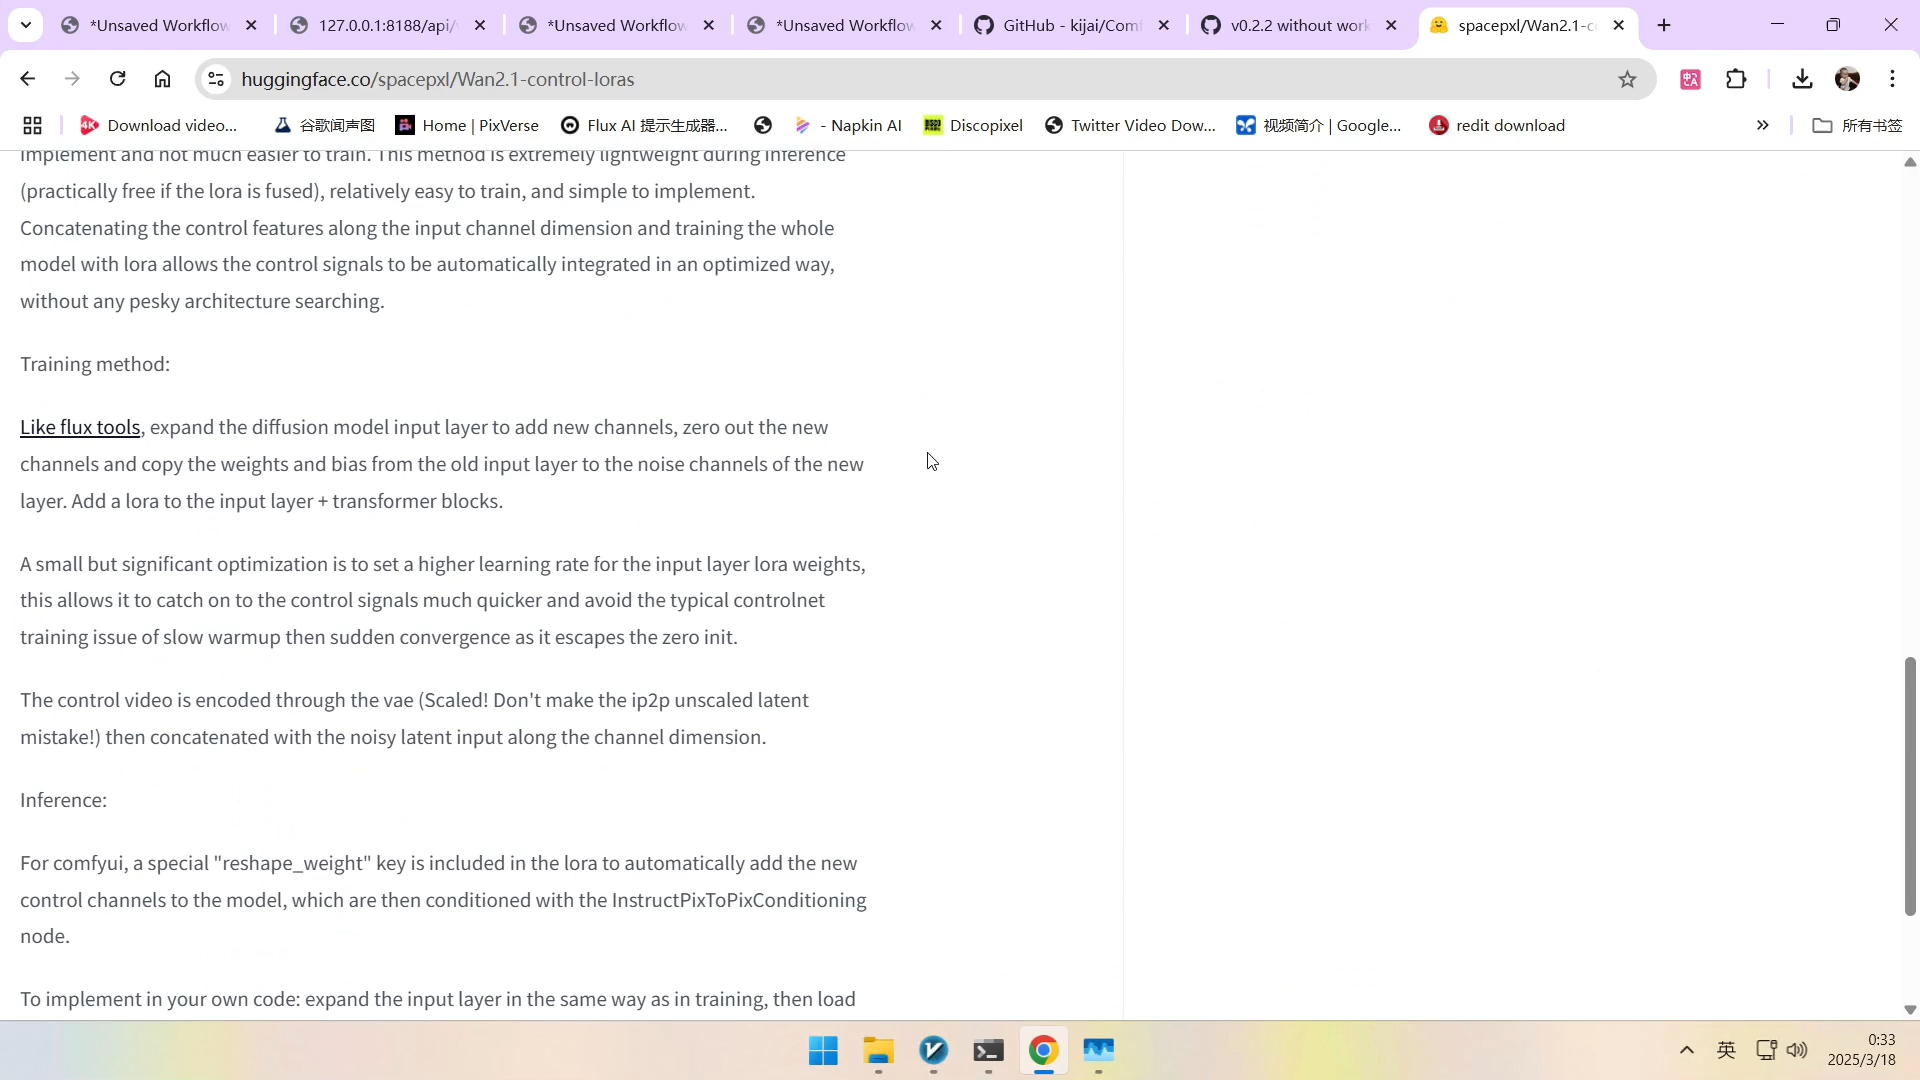 *Unsaved Workflow
127.0.0.1:8188/api/
*Unsaved Workflow
*Unsaved Workflow
GitHub - kijai/Com
v0.2.2 without work
spacepxl/Wan2.1-c
huggingface.co/spacepxl/Wan2.1-control-loras
Download video...
谷歌闻声图
Home | PixVerse
Flux AI 提示生成器...
- Napkin AI
Discopixel
Twitter Video Dow...
视频简介 | Google...
redit download
所有书签
implement and not much easier to train. This method is extremely lightweight during inference
(practically free if the lora is fused), relatively easy to train, and simple to implement.
Concatenating the control features along the input channel dimension and training the whole
model with lora allows the control signals to be automatically integrated in an optimized way,
without any pesky architecture searching.
Training method:
Like flux tools, expand the diffusion model input layer to add new channels, zero out the new
channels and copy the weights and bias from the old input layer to the noise channels of the new
layer. Add a lora to the input layer + transformer blocks.
A small but significant optimization is to set a higher learning rate for the input layer lora weights,
this allows it to catch on to the control signals much quicker and avoid the typical controlnet
training issue of slow warmup then sudden convergence as it escapes the zero init.
The control video is encoded through the vae (Scaled! Don't make the ip2p unscaled latent
mistake!) then concatenated with the noisy latent input along the channel dimension.
Inference:
For comfyui, a special "reshape_weight" key is included in the lora to automatically add the new
control channels to the model, which are then conditioned with the InstructPixToPixConditioning
node.
To implement in your own code: expand the input layer in the same way as in training, then load
英
0:33
2025/3/18